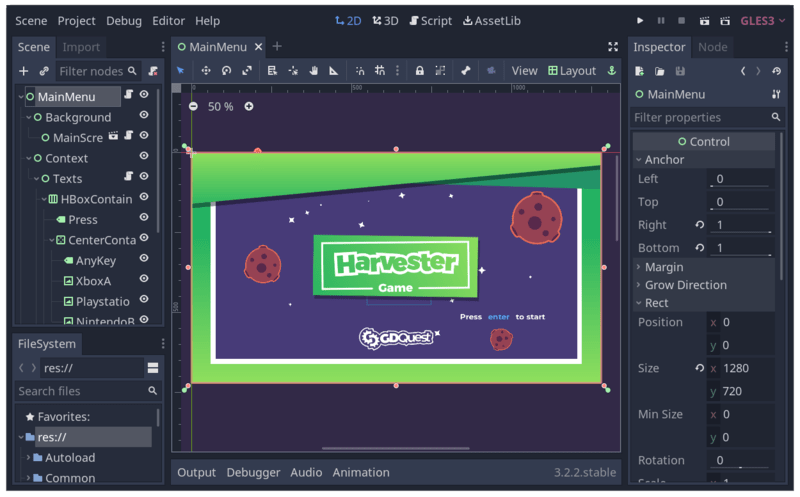 Scene Project Debug Editor Help 2D 3D Script AssetLib GLES3
Scene Import
Filter nodes
MainMenu
Background
MainScre
Context
Texts
HBoxContain
Press
CenterConta
AnyKey
XboxA
Playstatio
NintendoB
FileSystem
res://
Search files
Favorites:
res://
Autoload
Common
MainMenu
View Layout
50 %
0
1000
500
Harvester
Game
Press enter to start
GDQuest
Output Debugger Audio Animation 3.2.2.stable
Inspector Node
MainMenu
Filter properties
Control
Anchor
Left 0
Top 0
Right 1
Bottom 1
Margin
Grow Direction
Rect
Position x 0
y 0
Size x 1280
y 720
Min Size x 0
y 0
Rotation 0
Scale x 1